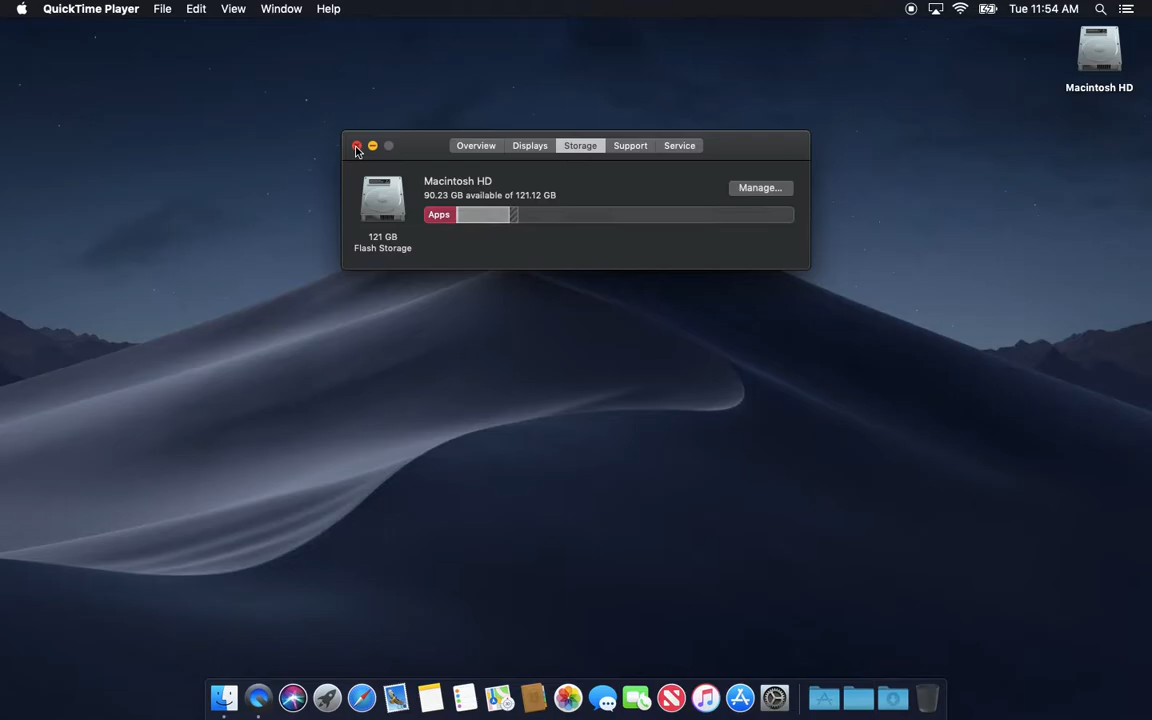 QuickTime Player File Edit View Window Help Tue 11:54 AM
Macintosh HD
Overview Displays Storage Support Service
Macintosh HD
90.23 GB available of 121.12 GB
Manage...
Apps
121 GB
Flash Storage